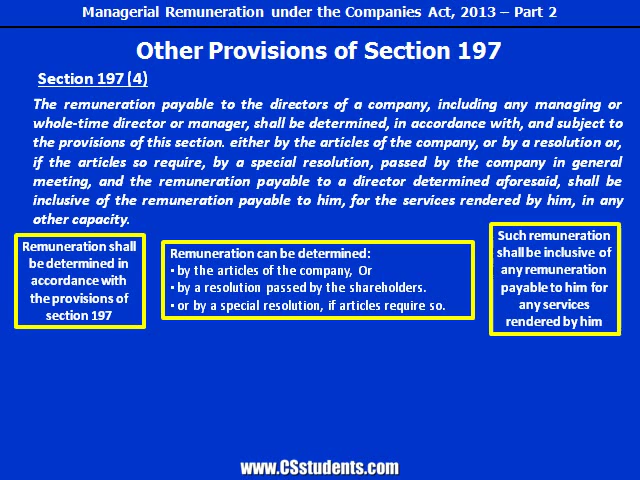 Managerial Remuneration under the Companies Act, 2013 – Part 2
Other Provisions of Section 197
Section 197 (4)
The remuneration payable to the directors of a company, including any managing or
whole-time director or manager, shall be determined, in accordance with, and subject to
the provisions of this section. either by the articles of the company, or by a resolution or,
if the articles so require, by a special resolution, passed by the company in general
meeting, and the remuneration payable to a director determined aforesaid, shall be
inclusive of the remuneration payable to him, for the services rendered by him, in any
other capacity.
Remuneration shall
be determined in
accordance with
the provisions of
section 197
Remuneration can be determined:
• by the articles of the company, Or
• by a resolution passed by the shareholders.
• or by a special resolution, if articles require so.
Such remuneration
shall be inclusive of
any remuneration
payable to him for
any services
rendered by him
www.CSstudents.com